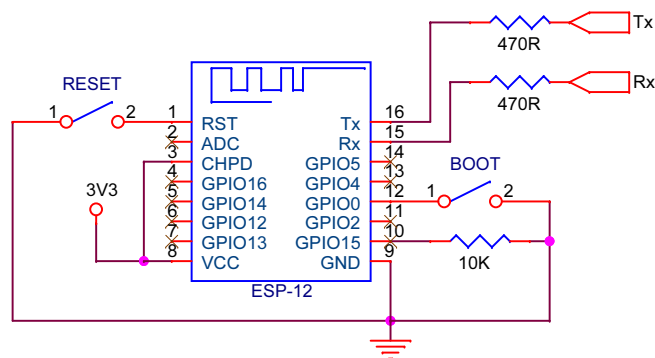 Tx
470R
RESET
Rx
470R
1 2 1 RST Tx 16
2 ADC Rx 15
3 CHPD GPIO5 14
BOOT
4 GPIO16 GPIO4 13
3V3
5 GPIO14 GPIO0 12 1 2
6 GPIO12 GPIO2 11
7 GPIO13 GPIO15 10
8 VCC GND 9
10K
ESP-12